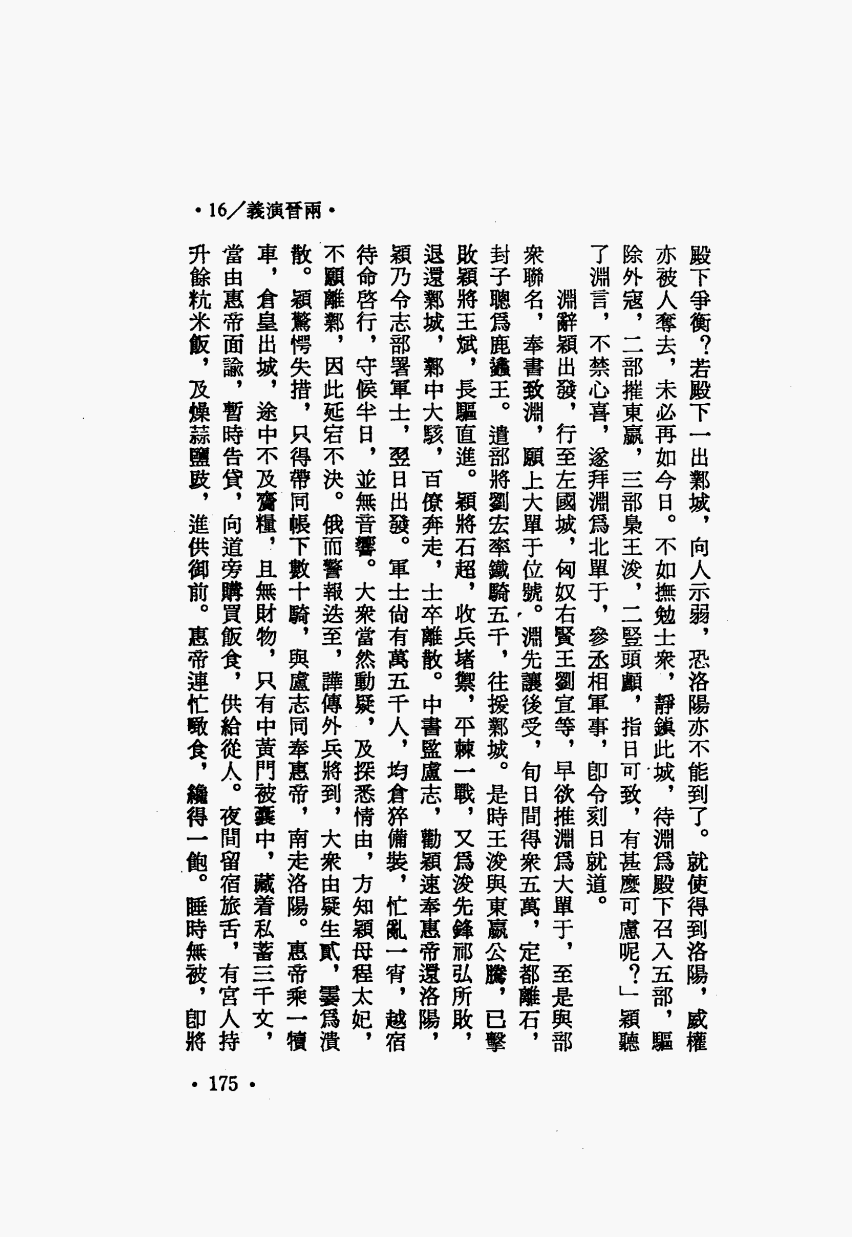 ·16／義演晉兩·
殿下爭衡？若殿下一出鄴城，向人示弱，恐洛陽亦不能到了。就使得到洛陽，威權
亦被人奪去，未必再如今日。不如撫勉士衆，靜鎮此城，待淵爲殿下召入五部，驅
除外寇，二部摧東嬴，三部梟王浚，二豎頭顱，指日可致，有甚麼可慮呢？」穎聽
了淵言，不禁心喜，遂拜淵爲北單于，參丞相軍事，卽令刻日就道。
淵辭穎出發，行至左國城，匈奴右賢王劉宣等，早欲推淵爲大單于，至是與部
衆聯名，奉書致淵，願上大單于位號。淵先讓後受，旬日間得衆五萬，定都離石，
封子聰爲鹿蠡王。遣部將劉宏率鐵騎五千，往援鄴城。是時王浚與東嬴公騰，已擊
敗穎將王斌，長驅直進。穎將石超，收兵堵禦，平棘一戰，又爲浚先鋒祁弘所敗，
退還鄴城，鄴中大駭，百僚奔走，士卒離散。中書監盧志，勸穎速奉惠帝還洛陽，
穎乃令志部署軍士，翌日出發。軍士尙有萬五千人，均倉猝備裝，忙亂一宵，越宿
待命啓行，守候半日，並無音響。大衆當然動疑，及探悉情由，方知穎母程太妃，
不願離鄴，因此延宕不決。俄而警報迭至，譁傳外兵將到，大衆由疑生貳，霎爲潰
散。穎驚愕失措，只得帶同帳下數十騎，與盧志同奉惠帝，南走洛陽。惠帝乘一犢
車，倉皇出城，途中不及齎糧，且無財物，只有中黃門被囊中，藏着私蓄三千文，
當由惠帝面諭，暫時告貸，向道旁購買飯食，供給從人。夜間留宿旅舌，有宮人持
升餘秔米飯，及燥蒜鹽豉，進供御前。惠帝連忙噉食，纔得一飽。睡時無被，卽將
·175·